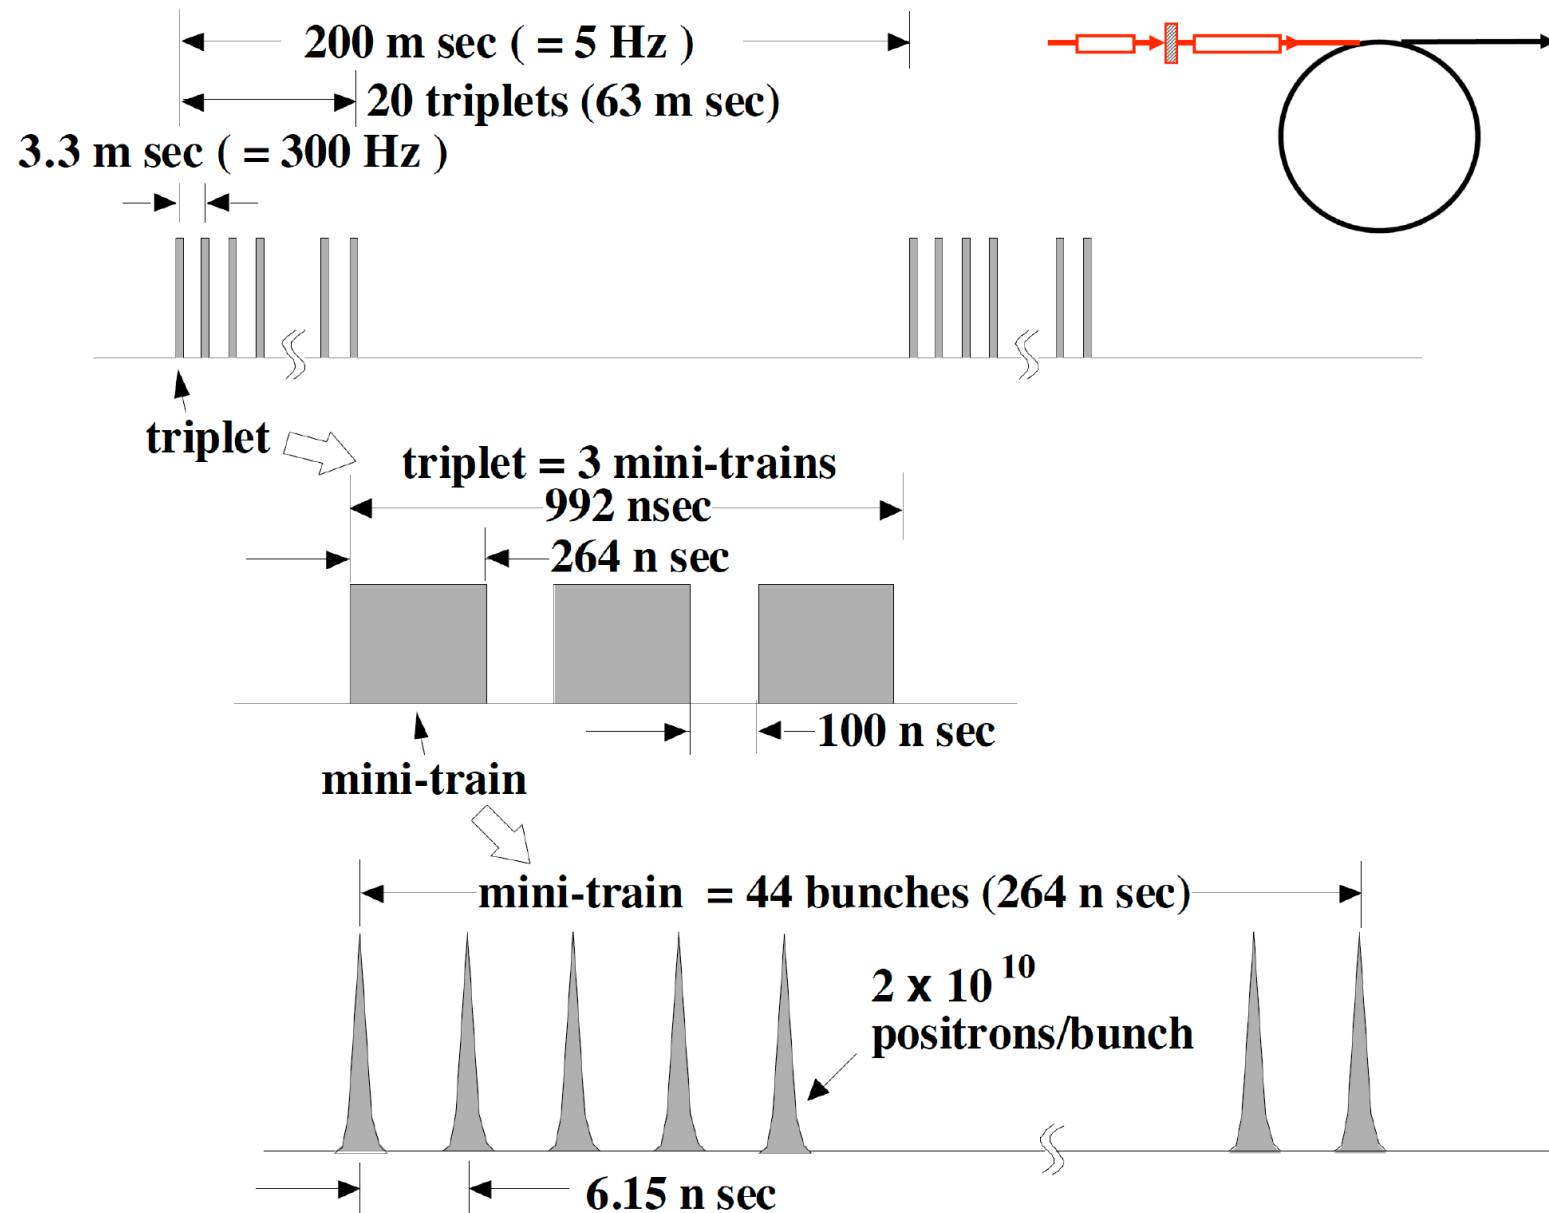 200 m sec ( = 5 Hz )
20 triplets (63 m sec)
3.3 m sec ( = 300 Hz )
triplet
triplet = 3 mini-trains
992 nsec
264 n sec
100 n sec
mini-train
mini-train = 44 bunches (264 n sec)
2 x 10 10
positrons/bunch
6.15 n sec